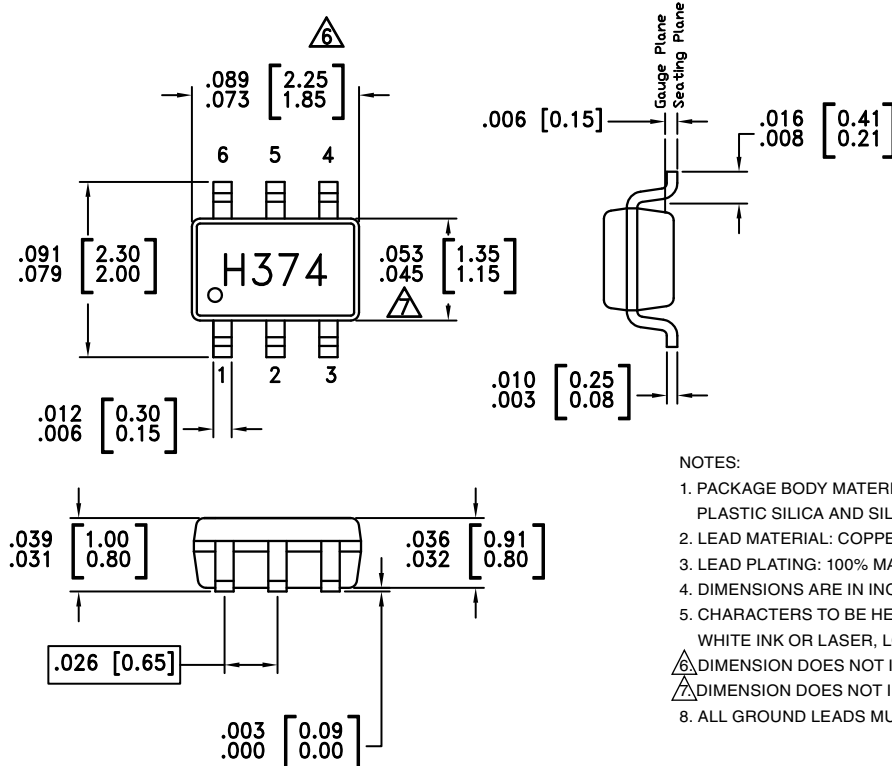 6
.089 [2.25]
.073 [1.85]
6 5 4
.091 [2.30]
.079 [2.00]
H374
.053 [1.35]
.045 [1.15]
7
1 2 3
.012 [0.30]
.006 [0.15]
Gauge Plane
Seating Plane
.006 [0.15]
.016 [0.41]
.008 [0.21]
.010 [0.25]
.003 [0.08]
.039 [1.00]
.031 [0.80]
.036 [0.91]
.032 [0.80]
.026 [0.65]
.003 [0.09]
.000 [0.00]
NOTES:
1. PACKAGE BODY MATERI
PLASTIC SILICA AND SIL
2. LEAD MATERIAL: COPPE
3. LEAD PLATING: 100% MA
4. DIMENSIONS ARE IN INC
5. CHARACTERS TO BE HE
WHITE INK OR LASER, L
6. DIMENSION DOES NOT I
7. DIMENSION DOES NOT I
8. ALL GROUND LEADS MU